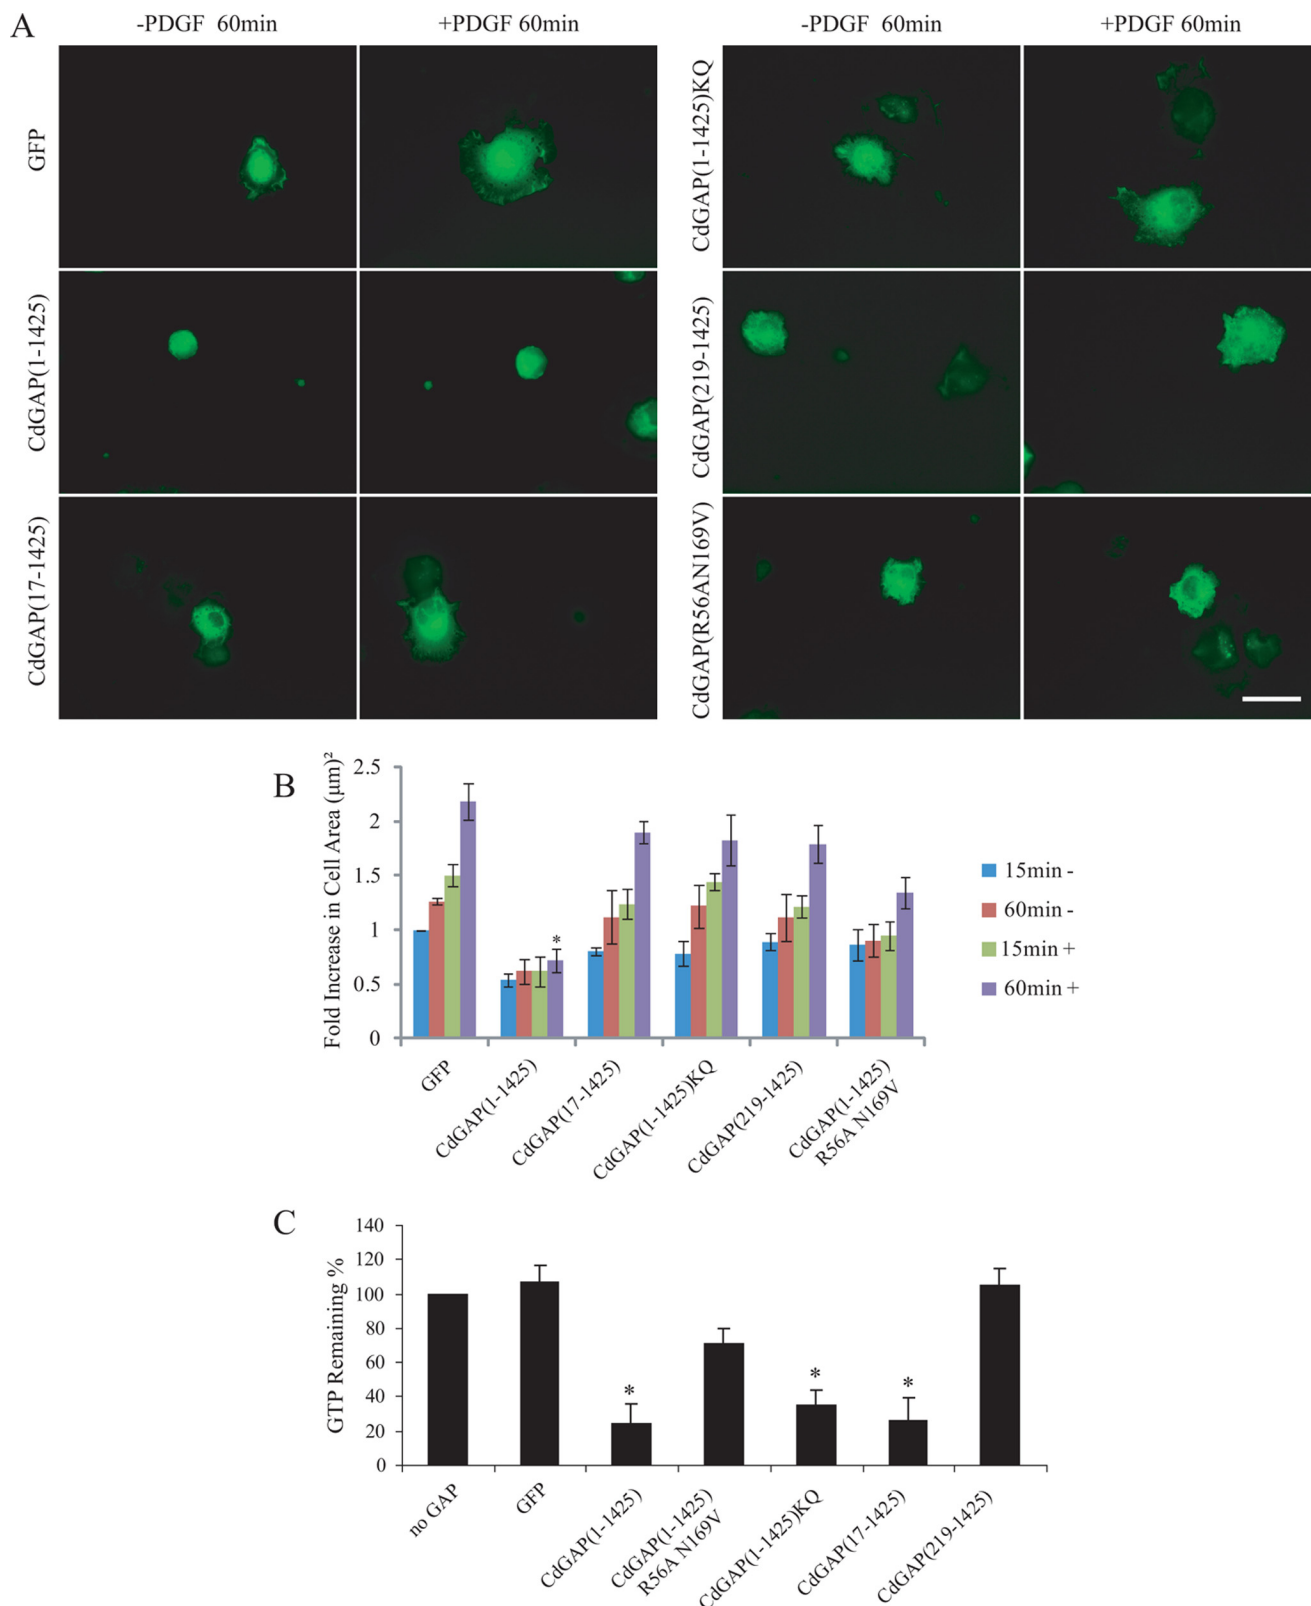 A
-PDGF 60min
+PDGF 60min
-PDGF 60min
+PDGF 60min
GFP
CdGAP(1-1425)
CdGAP(17-1425)
CdGAP(1-1425)KQ
CdGAP(219-1425)
CdGAP(R56AN169V)
B
Fold Increase in Cell Area (µm)²
2.5
2
1.5
1
0.5
0
*
GFP
CdGAP(1-1425)
CdGAP(17-1425)
CdGAP(1-1425)KQ
CdGAP(219-1425)
CdGAP(1-1425)
R56A N169V
15min -
60min -
15min +
60min +
C
GTP Remaining %
140
120
100
80
60
40
20
0
*
*
*
no GAP
GFP
CdGAP(1-1425)
CdGAP(1-1425)
R56A N169V
CdGAP(1-1425)KQ
CdGAP(17-1425)
CdGAP(219-1425)